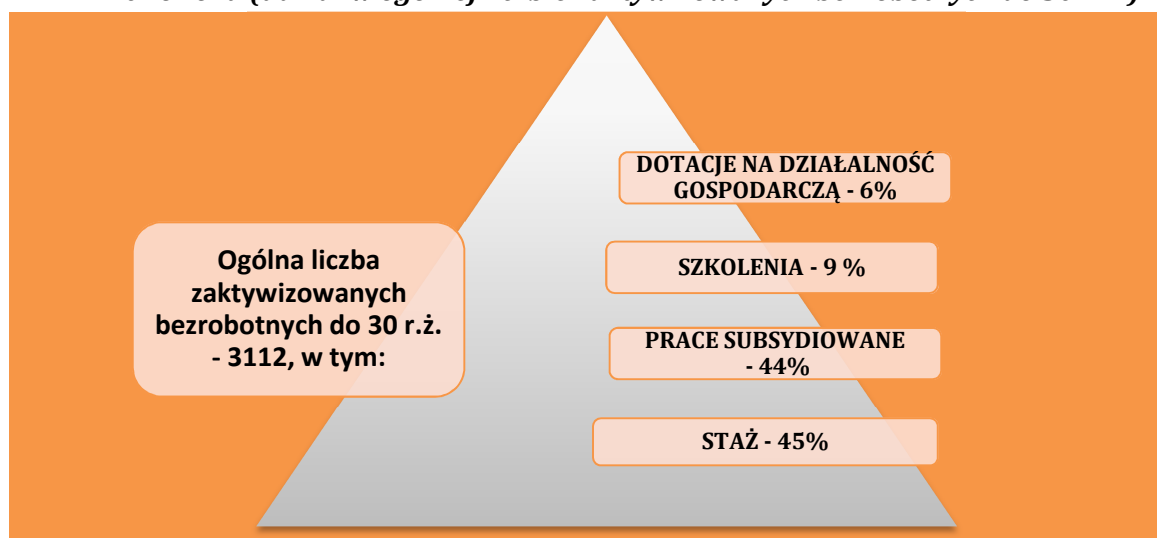 DOTACJE NA DZIAŁALNOŚĆ
GOSPODARCZĄ - 6%
Ogólna liczba
zaktywizowanych
bezrobotnych do 30 r.ż.
- 3112, w tym:
SZKOLENIA - 9 %
PRACE SUBSYDIOWANE
- 44%
STAŻ - 45%